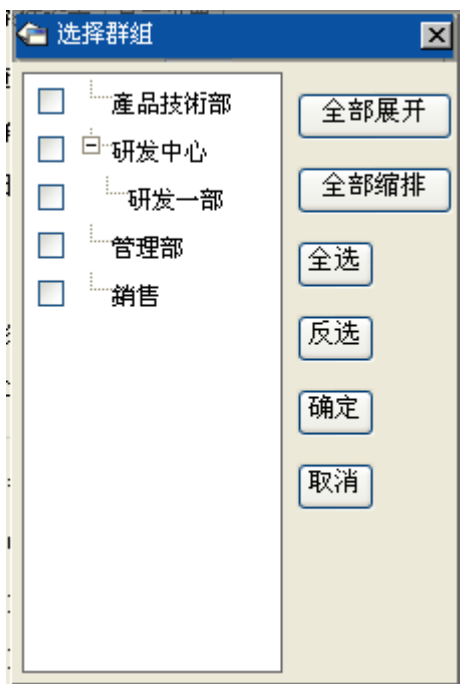 选择群组
產品技術部
研发中心
研发一部
管理部
銷售
全部展开
全部缩排
全选
反选
确定
取消